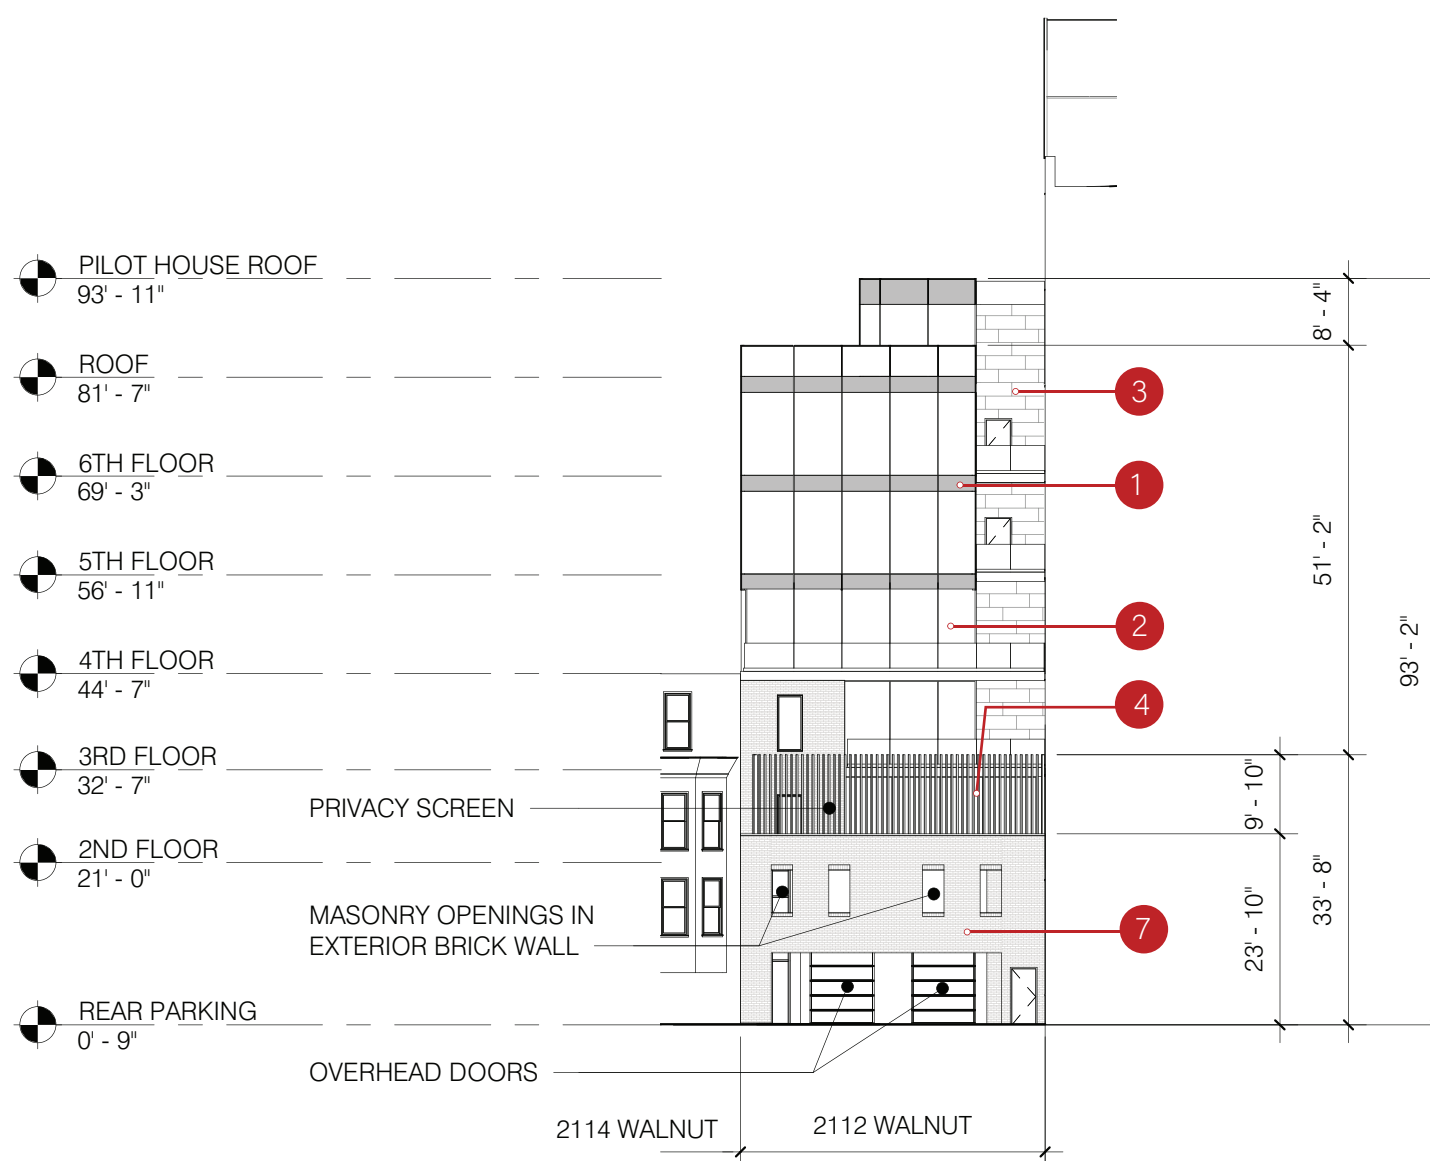 PILOT HOUSE ROOF
93' - 11"
ROOF
81' - 7"
6TH FLOOR
69' - 3"
5TH FLOOR
56' - 11"
4TH FLOOR
44' - 7"
3RD FLOOR
32' - 7"
2ND FLOOR
21' - 0"
REAR PARKING
0' - 9"
PRIVACY SCREEN
MASONRY OPENINGS IN
EXTERIOR BRICK WALL
OVERHEAD DOORS
2114 WALNUT
2112 WALNUT
3
1
2
4
7
8' - 4"
51' - 2"
93' - 2"
9' - 10"
33' - 8"
23' - 10"